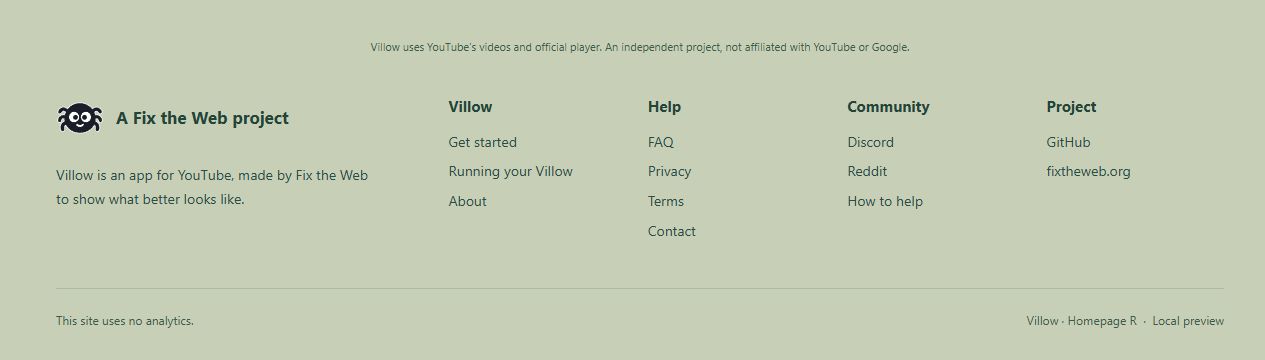 Villow uses YouTube's videos and official player. An independent project, not affiliated with YouTube or Google.
A Fix the Web project
Villow is an app for YouTube, made by Fix the Web
to show what better looks like.
Villow
Get started
Running your Villow
About
Help
FAQ
Privacy
Terms
Contact
Community
Discord
Reddit
How to help
Project
GitHub
fixtheweb.org
This site uses no analytics.
Villow · Homepage R · Local preview